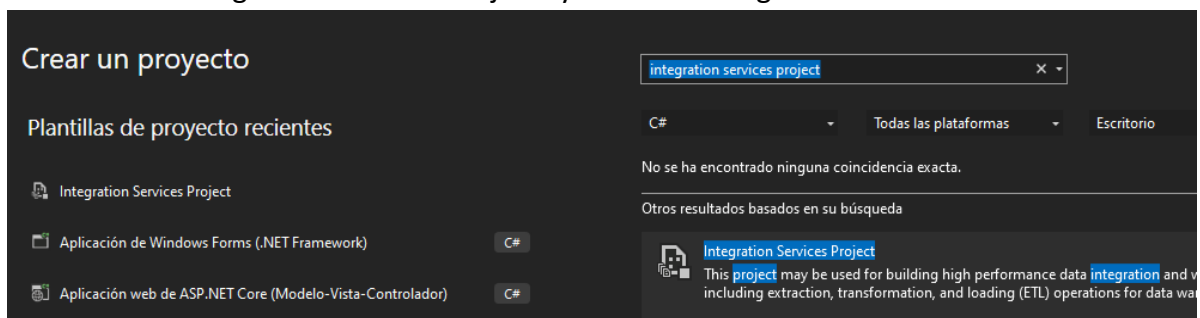 Crear un proyecto
integration services project
Plantillas de proyecto recientes
C#
Todas las plataformas
Escritorio
No se ha encontrado ninguna coincidencia exacta.
Integration Services Project
Otros resultados basados en su búsqueda
Aplicación de Windows Forms (.NET Framework) C#
Integration Services Project
This project may be used for building high performance data integration and
including extraction, transformation, and loading (ETL) operations for data
Aplicación web de ASP.NET Core (Modelo-Vista-Controlador) C#